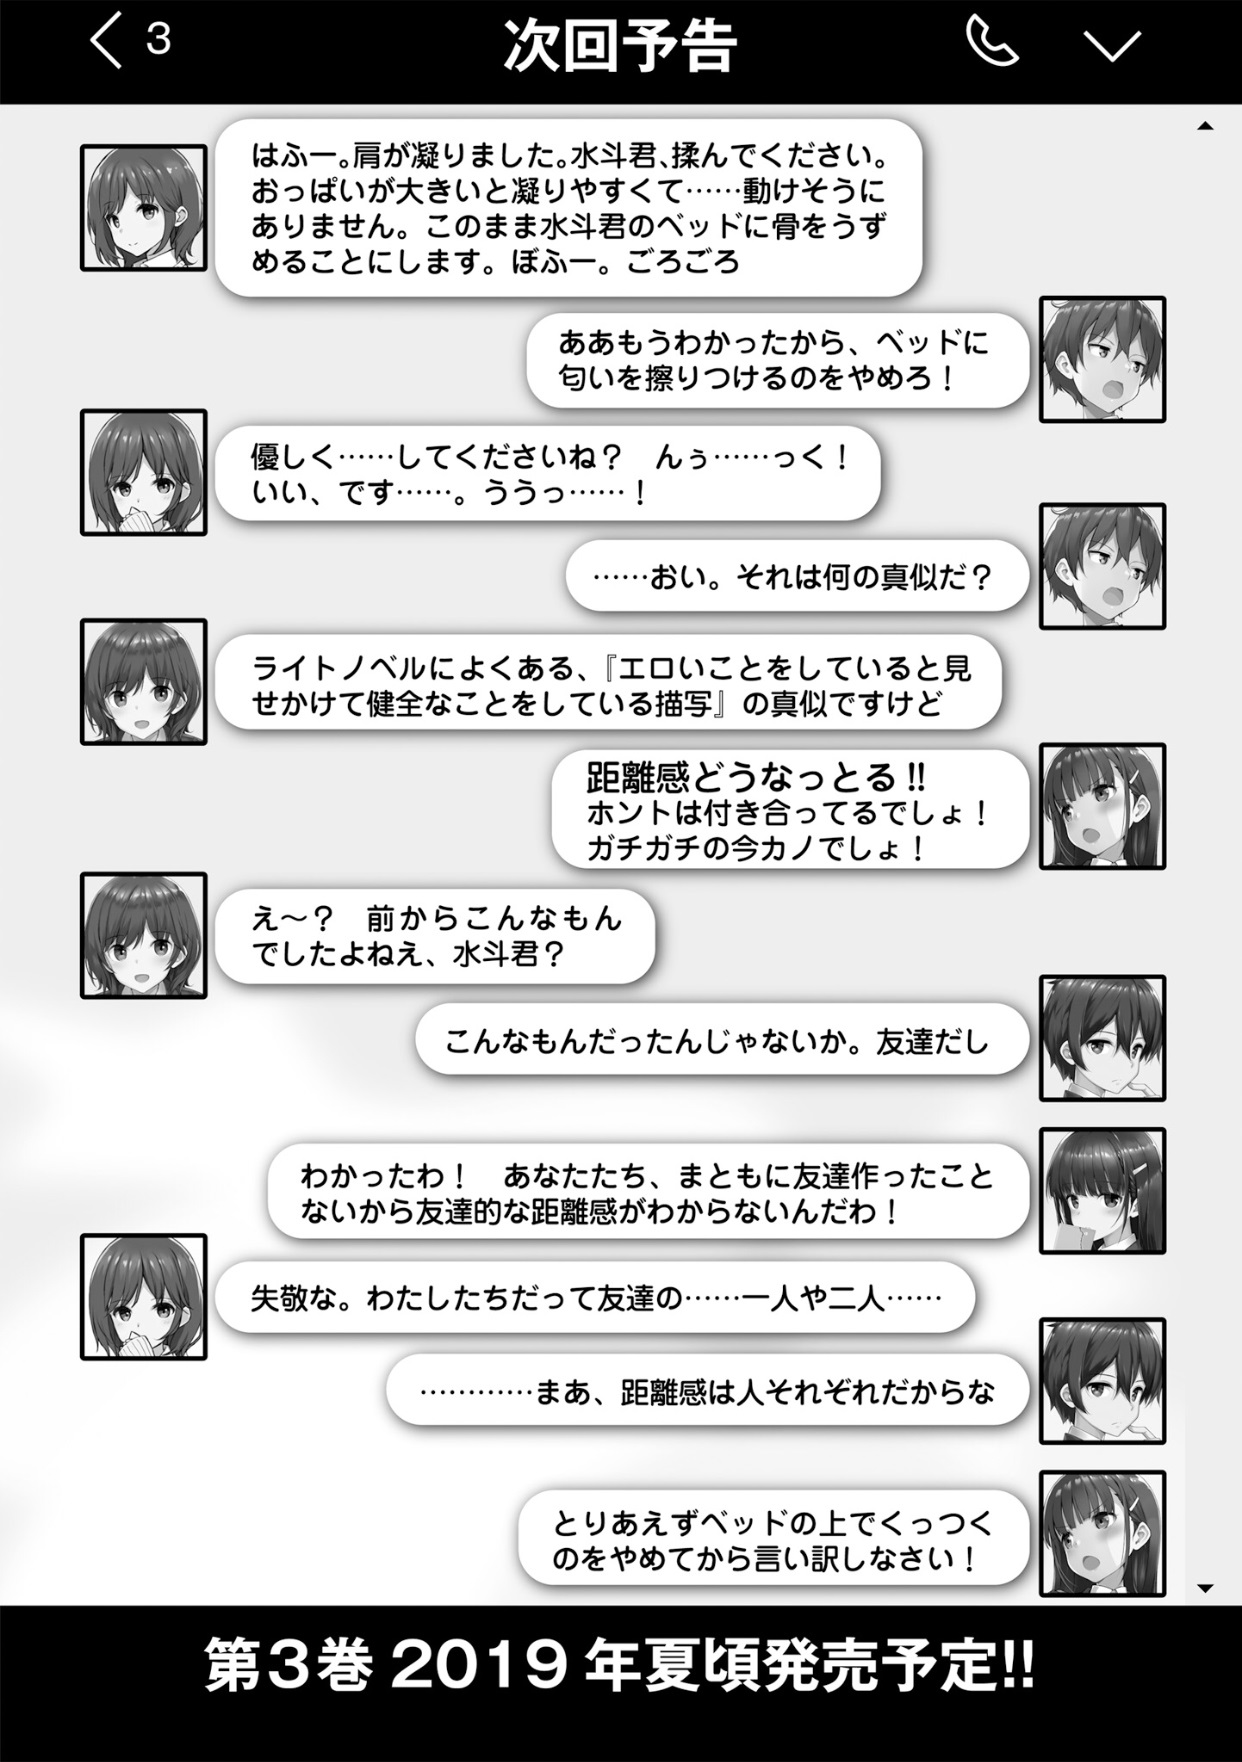 3
次回予告
はふー。肩が凝りました。水斗君、揉んでください。
おっぱいが大きいと凝りやすくて……動けそうに
ありません。このまま水斗君のベッドに骨をうず
めることにします。ぼふー。ごろごろ
ああもうわかったから、ベッドに
匂いを擦りつけるのをやめろ！
優しく……してくださいね？　んぅ……っく！
いい、です……。ううっ……！
……おい。それは何の真似だ？
ライトノベルによくある、『エロいことをしていると見
せかけて健全なことをしている描写』の真似ですけど
距離感どうなっとる‼
ホントは付き合ってるでしょ！
ガチガチの今カノでしょ！
え〜？　前からこんなもん
でしたよねえ、水斗君？
こんなもんだったんじゃないか。友達だし
わかったわ！　あなたたち、まともに友達作ったこと
ないから友達的な距離感がわからないんだわ！
失敬な。わたしたちだって友達の……一人や二人……
…………まあ、距離感は人それぞれだからな
とりあえずベッドの上でくっつく
のをやめてから言い訳しなさい！
第３巻 2019 年夏頃発売予定!!